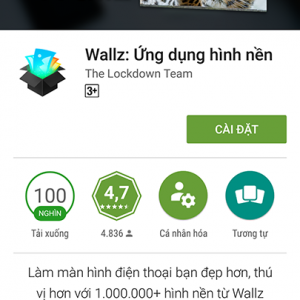 Wallz: Ứng dụng hình nền
The Lockdown Team
3+
CÀI ĐẶT
100
NGHÌN
4,7
Tải xuống
4.836
Cá nhân hóa
Tương tự
Làm màn hình điện thoại bạn đẹp hơn, thú
vị hơn với 1.000.000+ hình nền từ Wallz